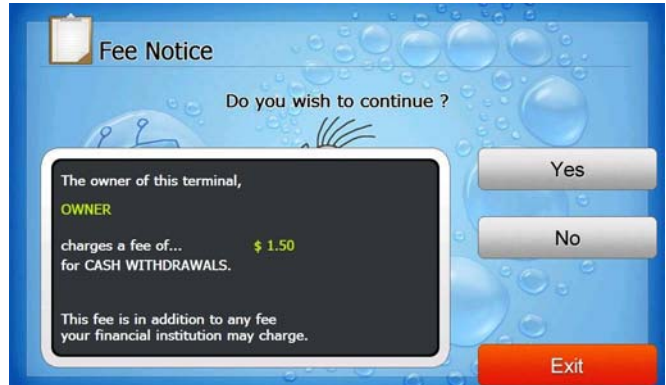 Fee Notice
Do you wish to continue ?
The owner of this terminal,
OWNER
charges a fee of... $ 1.50
for CASH WITHDRAWALS.
This fee is in addition to any fee
your financial institution may charge.
Yes
No
Exit